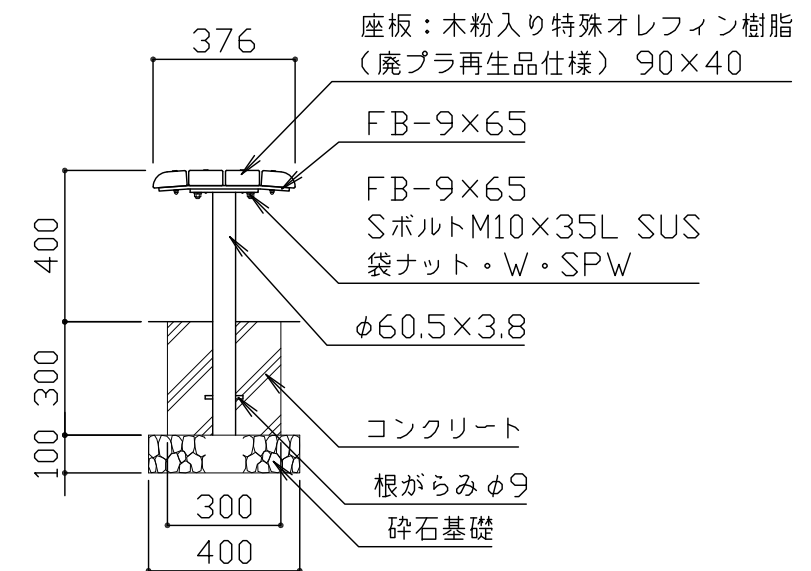 座板：木粉入り特殊オレフィン樹脂
（廃プラ再生品仕様） 90×40
376
FB-9×65
FB-9×65
SボルトM10×35L SUS
袋ナット・W・SPW
400
φ60.5×3.8
300
コンクリート
100
根がらみφ9
300
砕石基礎
400